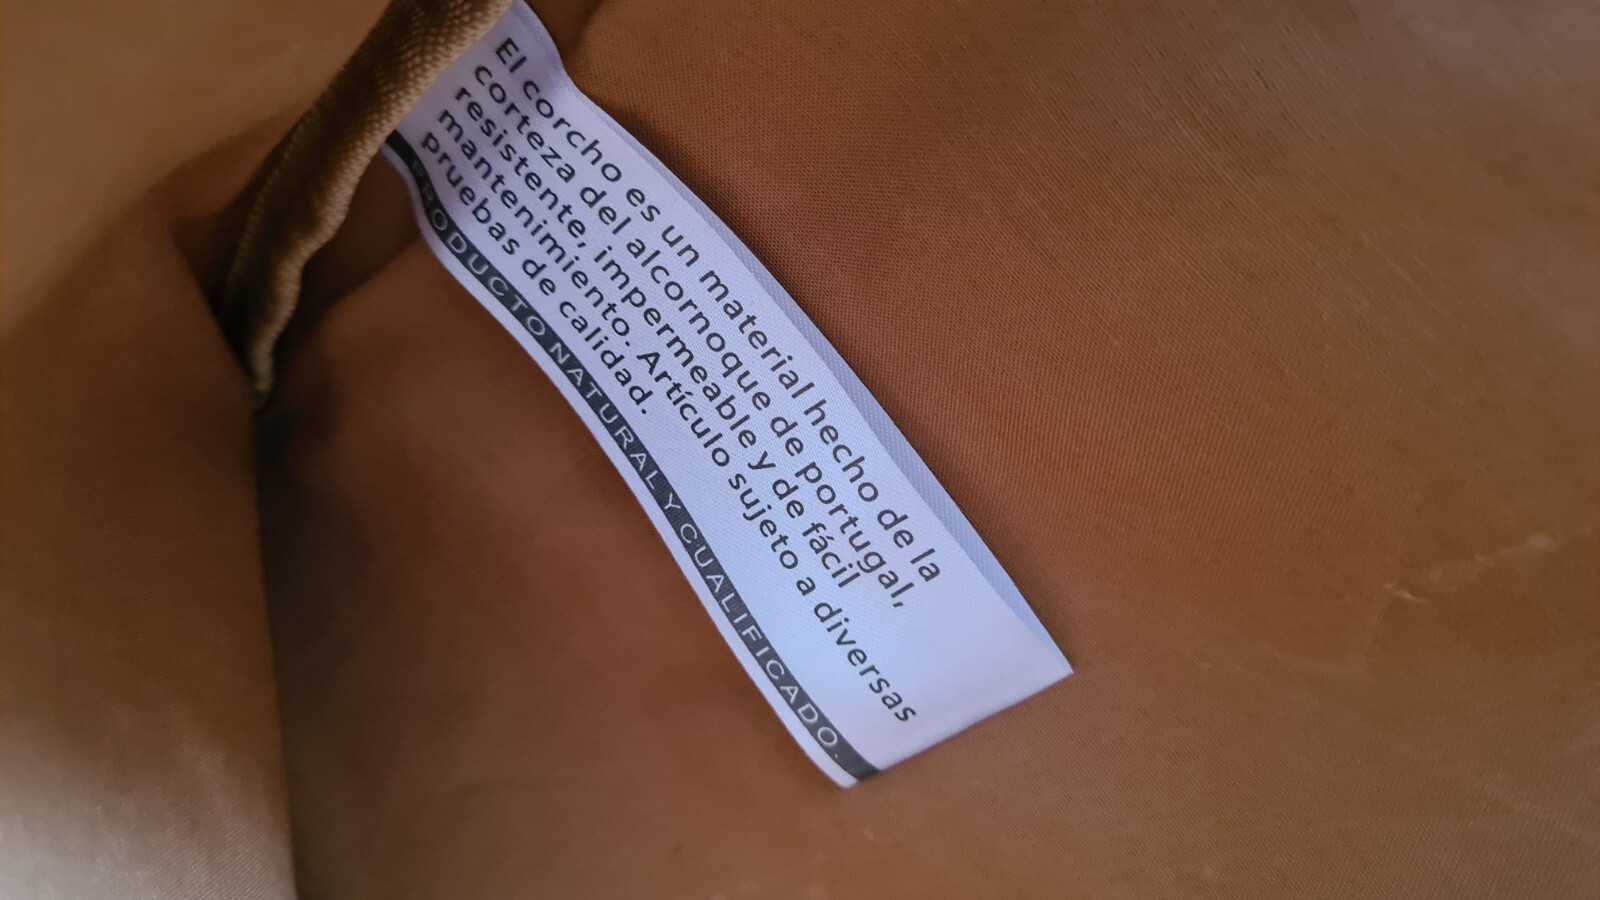 El corcho es un material hecho de la
corteza del alcornoque de portugal,
resistente, impermeable y de fácil
mantenimiento. Artículo sujeto a diversas
pruebas de calidad.
PRODUCTO NATURAL Y CUALIFICADO.